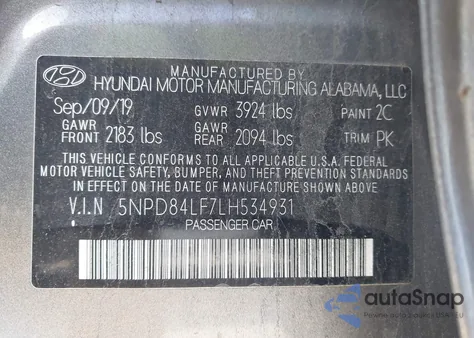 MANUFACTURED BY
HYUNDAI MOTOR MANUFACTURING ALABAMA, LLC
Sep/09/19 GVWR 3924 lbs PAINT 2C
GAWR FRONT 2183 lbs GAWR REAR 2094 lbs TRIM PK
THIS VEHICLE CONFORMS TO ALL APPLICABLE U.S.A. FEDERAL
MOTOR VEHICLE SAFETY, BUMPER, AND THEFT PREVENTION
STANDARDS IN EFFECT ON THE DATE OF MANUFACTURE SHOWN ABOVE.
V.I.N 5NPD84LF7LH534931
PASSENGER CAR
autoSnap